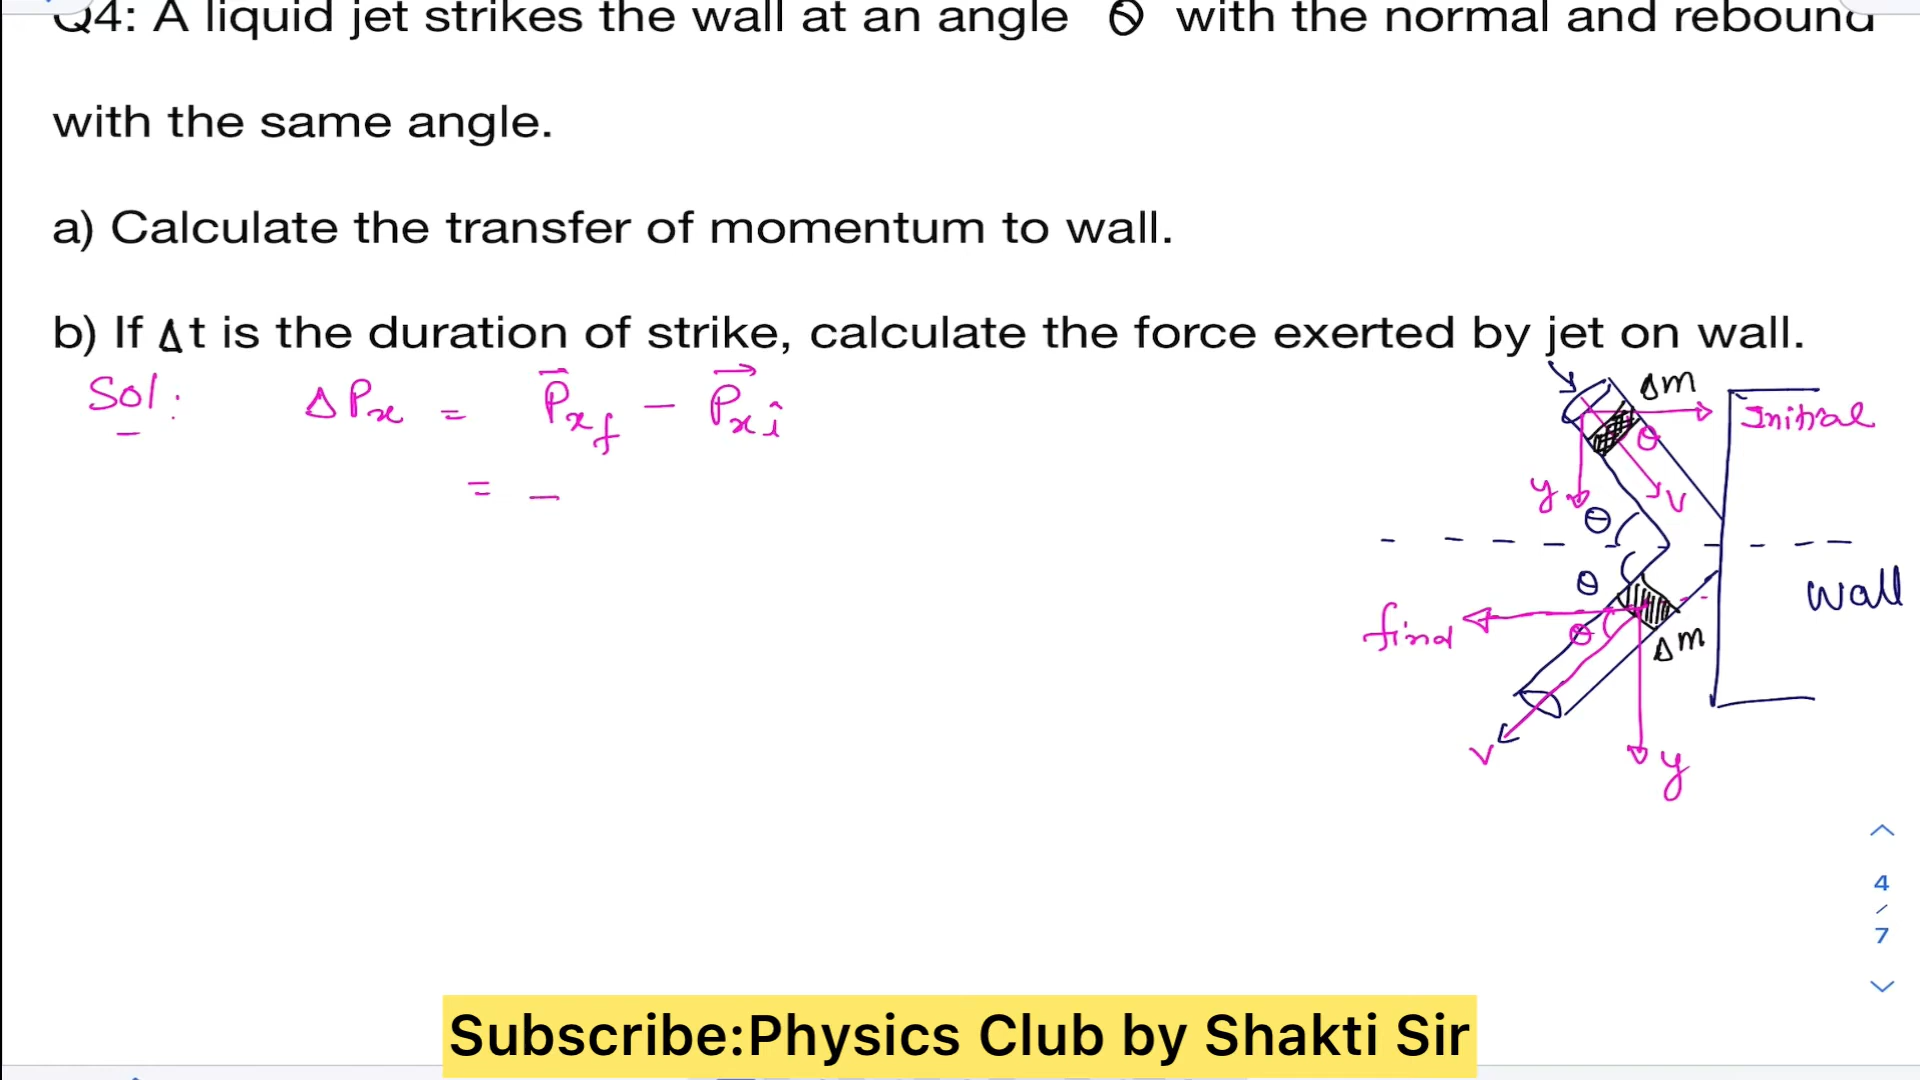 Q4: A liquid jet strikes the wall at an angle θ with the normal and rebound
with the same angle.
a) Calculate the transfer of momentum to wall.
b) If Δt is the duration of strike, calculate the force exerted by jet on wall.
Sol: ΔPx = P̅xf - P⃗xi
= -
Δm
Initial
θ
y
v
θ
θ
wall
final
θ
Δm
v
y
4
/
7
Subscribe:Physics Club by Shakti Sir